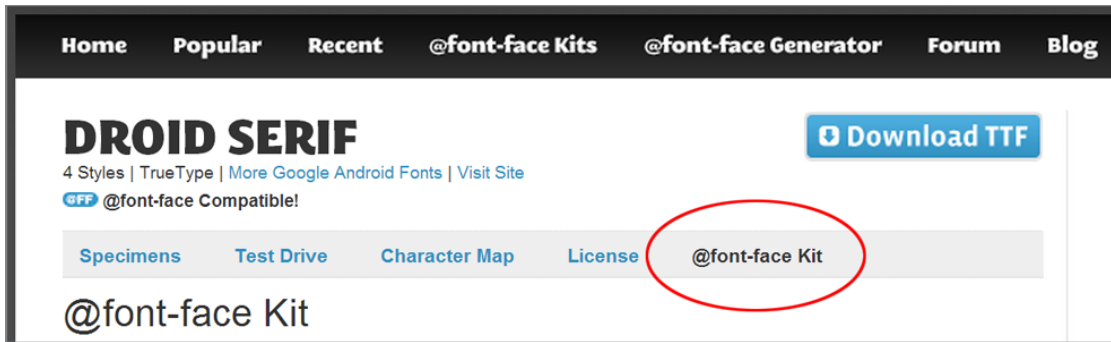 Home Popular Recent @font-face Kits @font-face Generator Forum Blog
DROID SERIF
Download TTF
4 Styles | TrueType | More Google Android Fonts | Visit Site
@FF @font-face Compatible!
Specimens Test Drive Character Map License @font-face Kit
@font-face Kit